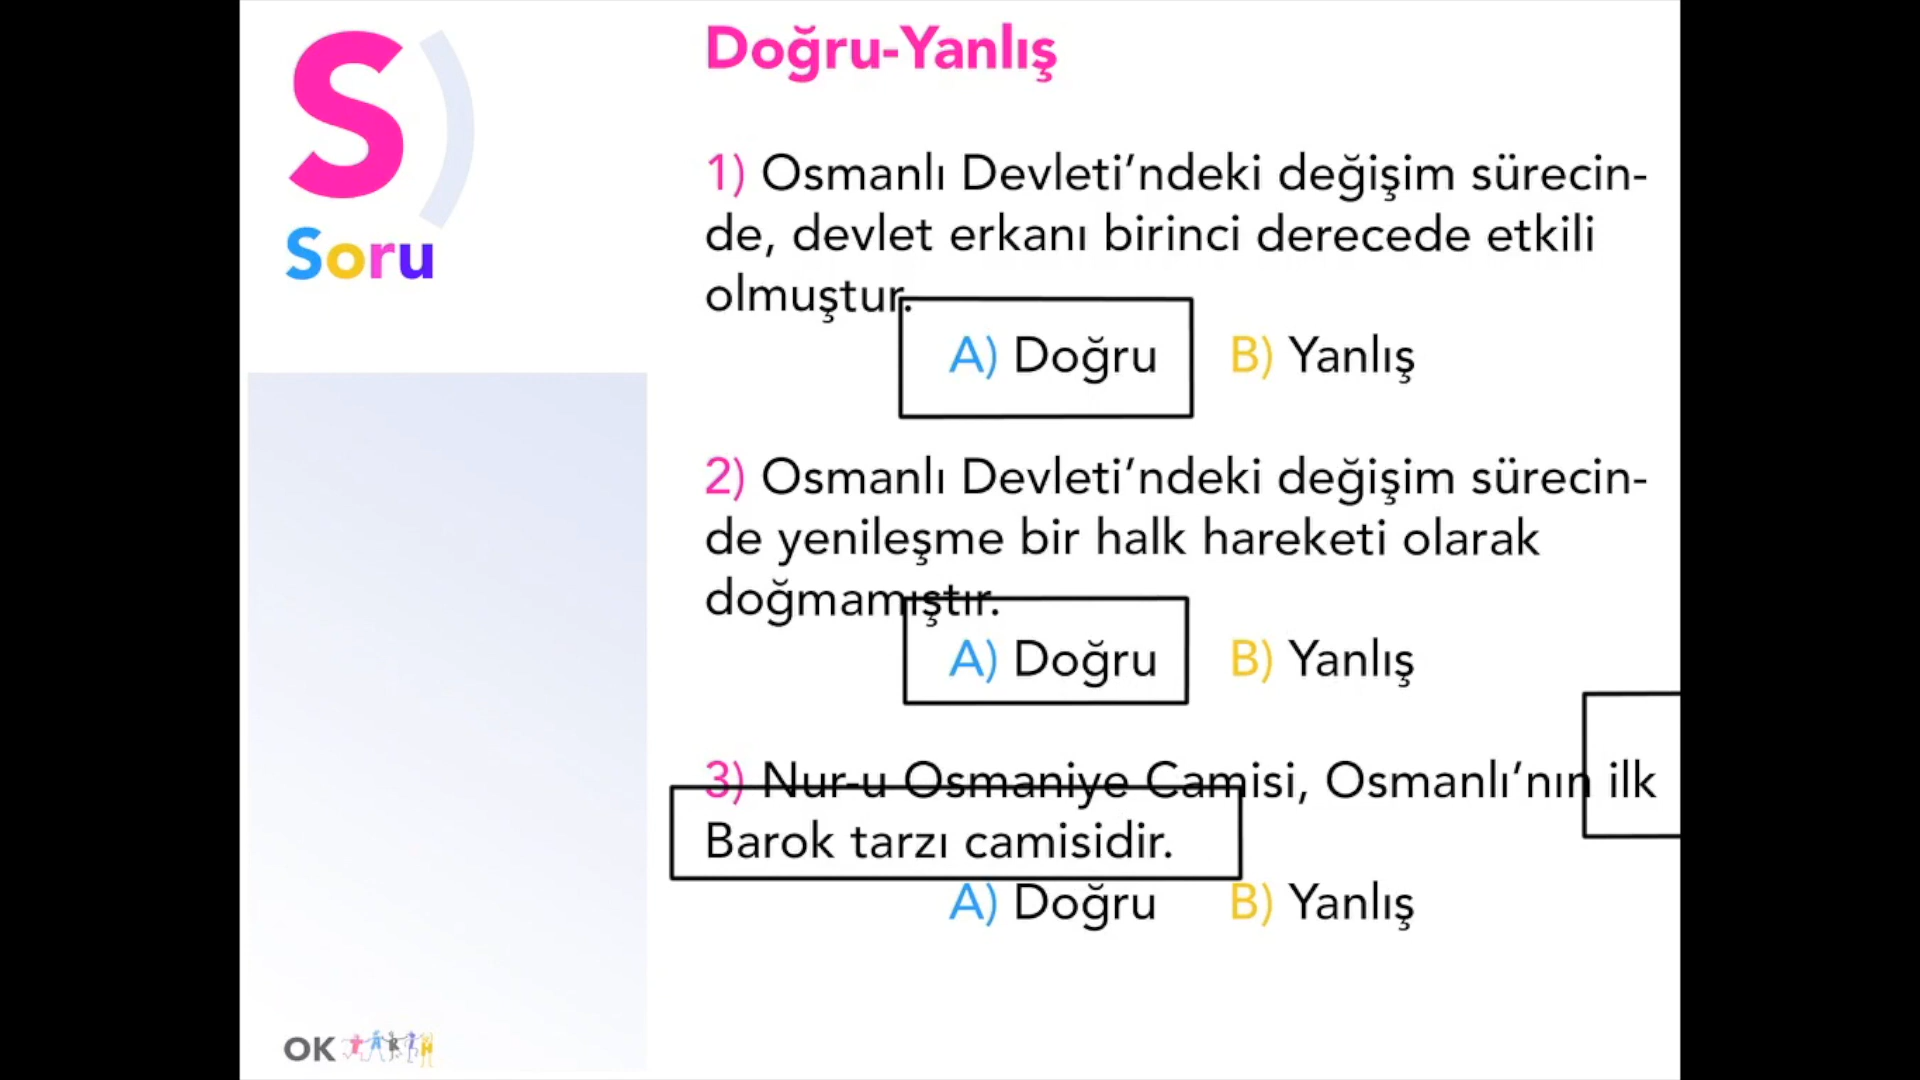 S)
Soru
Doğru-Yanlış
1) Osmanlı Devleti’ndeki değişim sürecin-
de, devlet erkanı birinci derecede etkili
olmuştur.
A) Doğru B) Yanlış
2) Osmanlı Devleti’ndeki değişim sürecin-
de yenileşme bir halk hareketi olarak
doğmamıştır.
A) Doğru B) Yanlış
3) Nur-u Osmaniye Camisi, Osmanlı’nın ilk
Barok tarzı camisidir.
A) Doğru B) Yanlış
OK TARİH